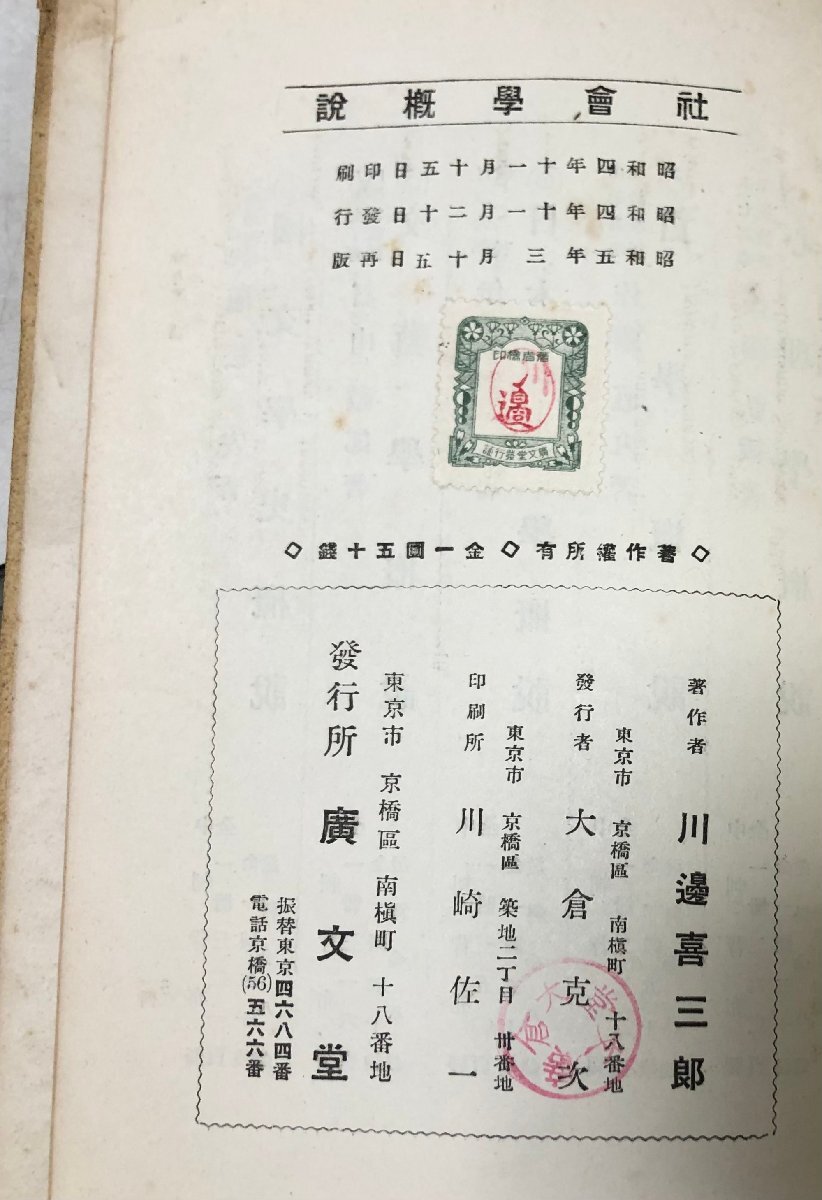 社會學槪說
昭和四年十一月十五日印刷
昭和四年十一月二十日發行
昭和五年三月十五日再版
川邊
◇著作權所有◇金一圓五十錢◇
著作者 川邊喜三郎
東京市 京橋區 南槇町 十八番地
發行者 大倉克次
東京市 京橋區 築地二丁目 卅番地
印刷所 川崎佐一
東京市 京橋區 南槇町 十八番地
發行所 廣文堂
振替東京四六八四番
電話京橋(56)五六六番